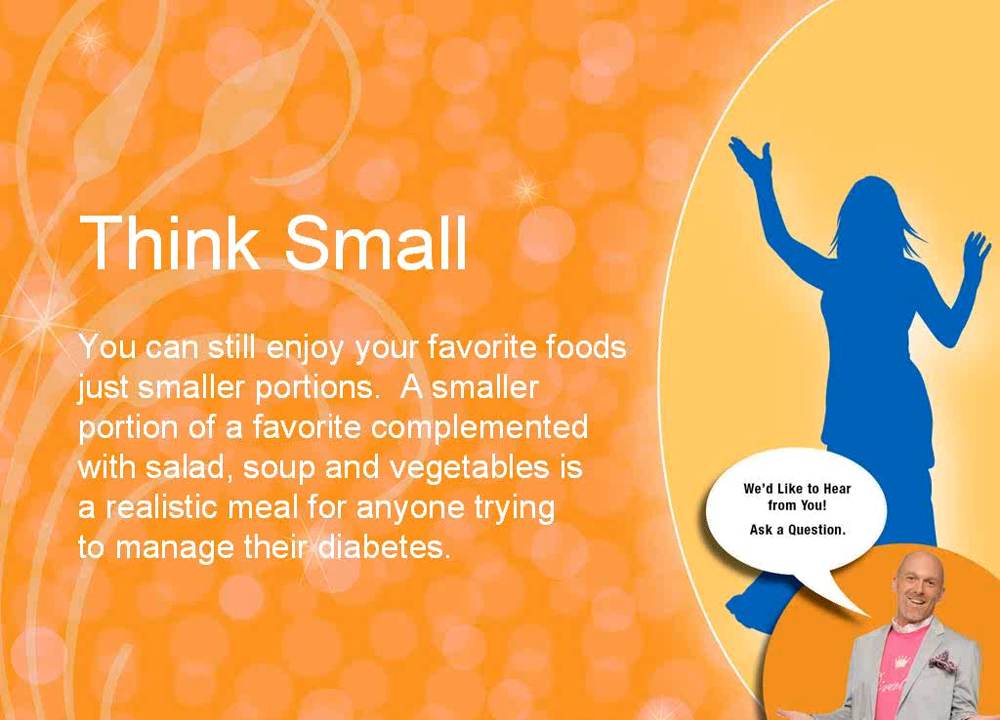 Think Small
You can still enjoy your favorite foods
just smaller portions.  A smaller
portion of a favorite complemented
with salad, soup and vegetables is
a realistic meal for anyone trying
to manage their diabetes.
We'd Like to Hear
from You!
Ask a Question.